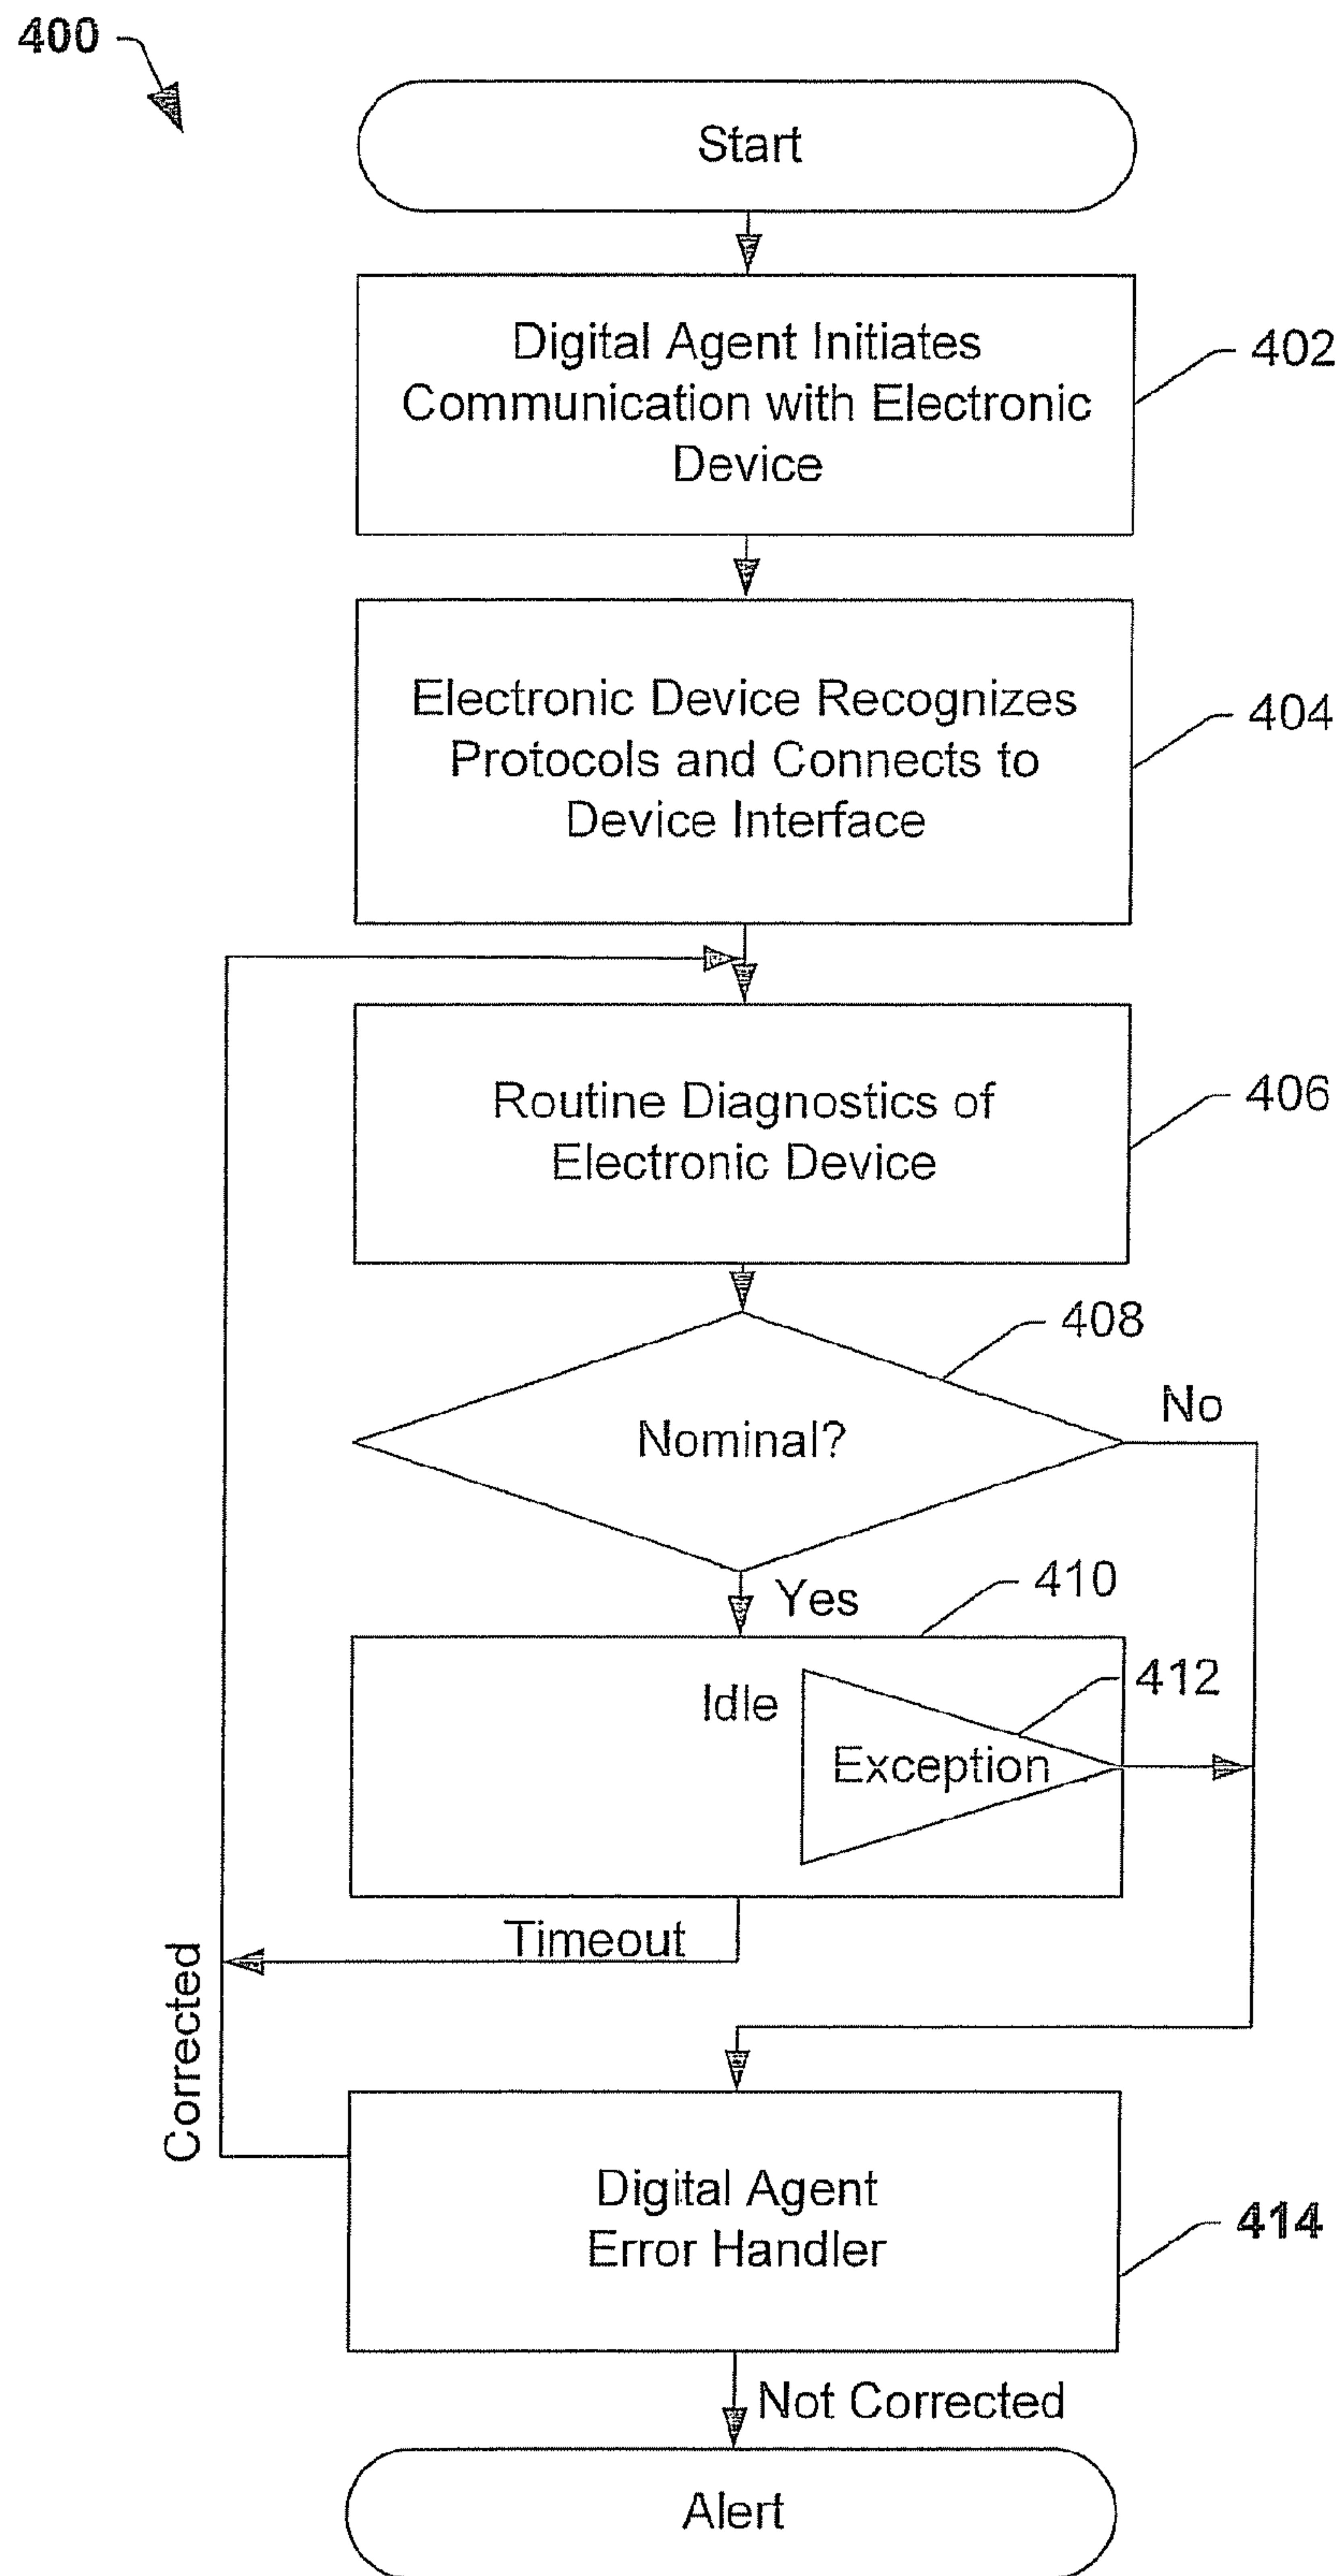 400
Start
Digital Agent Initiates
Communication with Electronic
Device
402
Electronic Device Recognizes
Protocols and Connects to
Device Interface
404
Routine Diagnostics of
Electronic Device
406
408
Nominal?
No
Yes
410
Idle
412
Exception
Timeout
Corrected
Digital Agent
Error Handler
414
Not Corrected
Alert